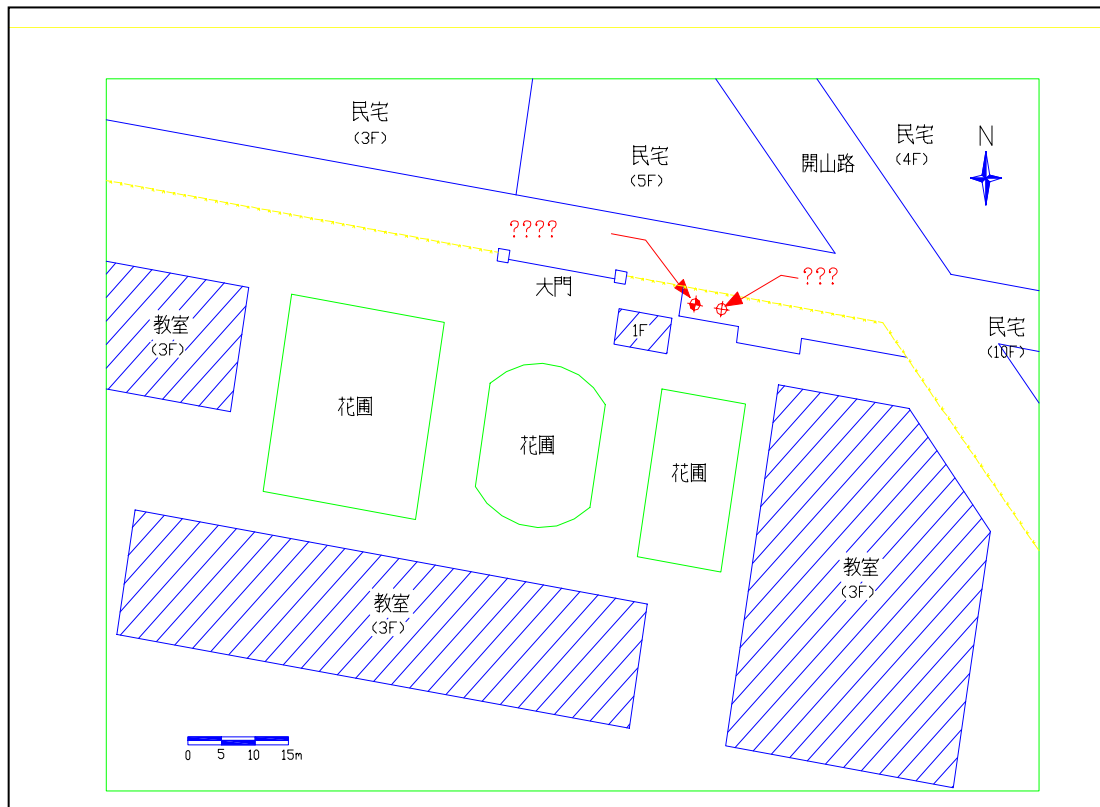 民宅
(3F)
民宅
(5F)
開山路
民宅
(4F)
N
????
大門
???
教室
(3F)
1F
民宅
(10F)
花圃
花圃
花圃
教室
(3F)
教室
(3F)
0 5 10 15m